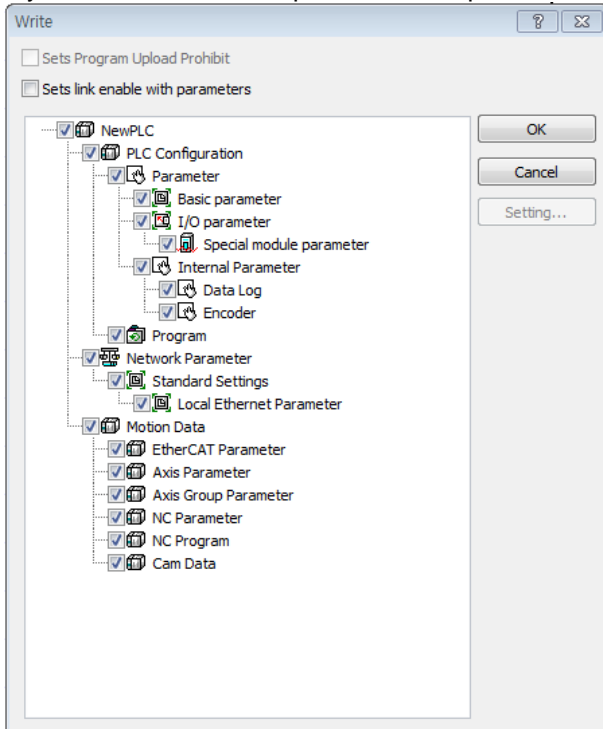 Write
Sets Program Upload Prohibit
Sets link enable with parameters
NewPLC
OK
PLC Configuration
Parameter
Cancel
Basic parameter
I/O parameter
Setting...
Special module parameter
Internal Parameter
Data Log
Encoder
Program
Network Parameter
Standard Settings
Local Ethernet Parameter
Motion Data
EtherCAT Parameter
Axis Parameter
Axis Group Parameter
NC Parameter
NC Program
Cam Data